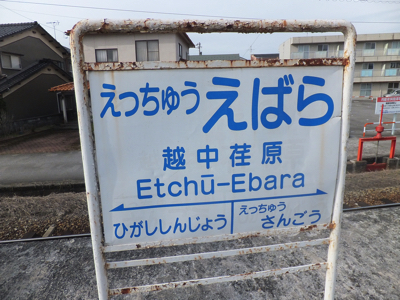 えっちゅうえばら
越中荏原
Etchū-Ebara
ひがししんじょう
えっちゅう
さんごう